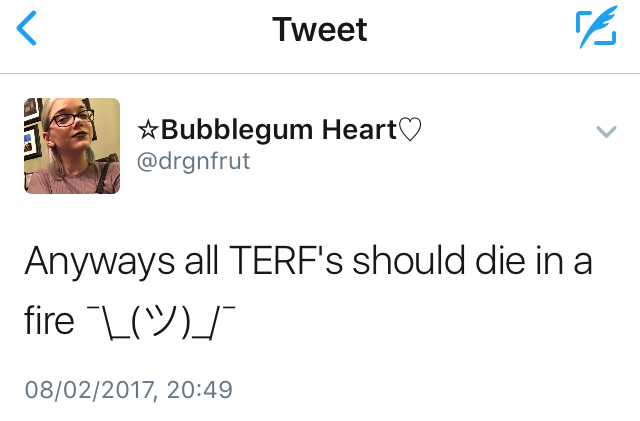 Tweet
☆Bubblegum Heart♡
@drgnfrut
Anyways all TERF's should die in a
fire ¯\_(ツ)_/¯
08/02/2017, 20:49